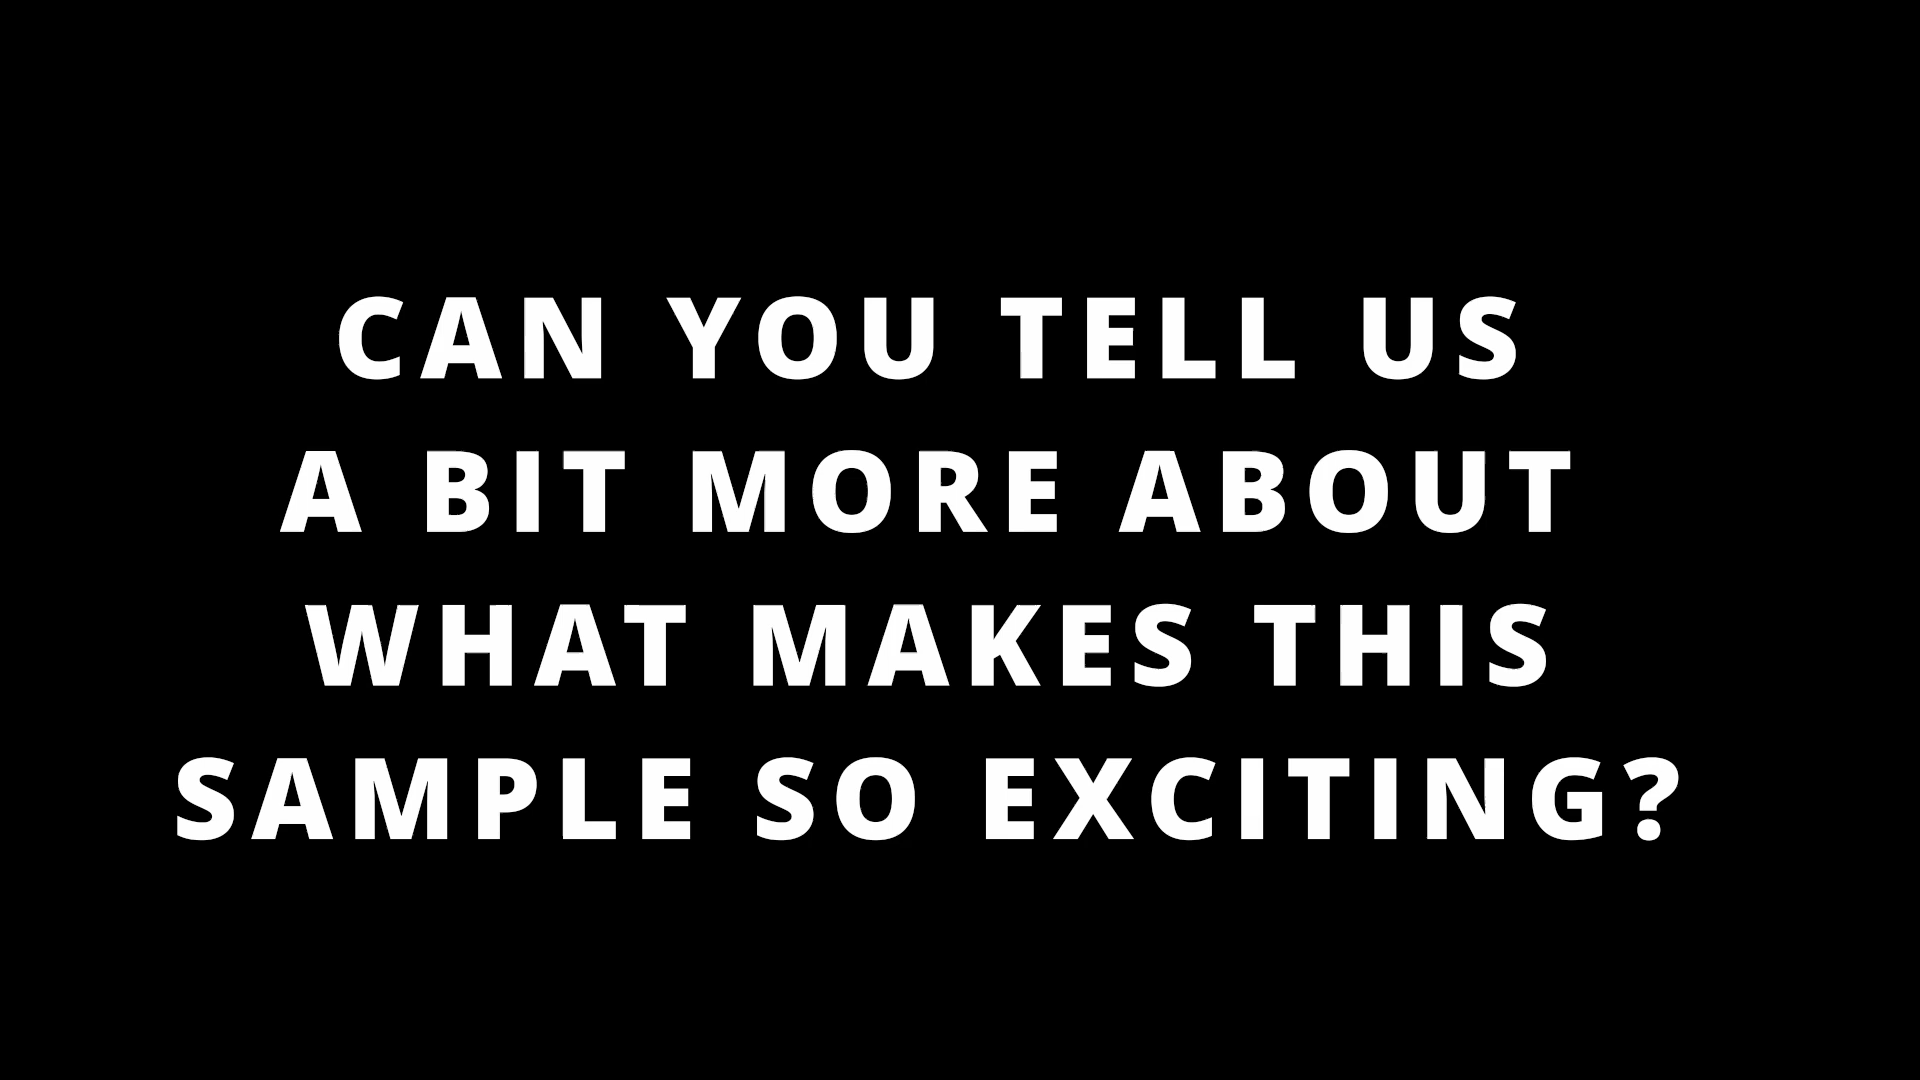 CAN YOU TELL US
A BIT MORE ABOUT
WHAT MAKES THIS
SAMPLE SO EXCITING?